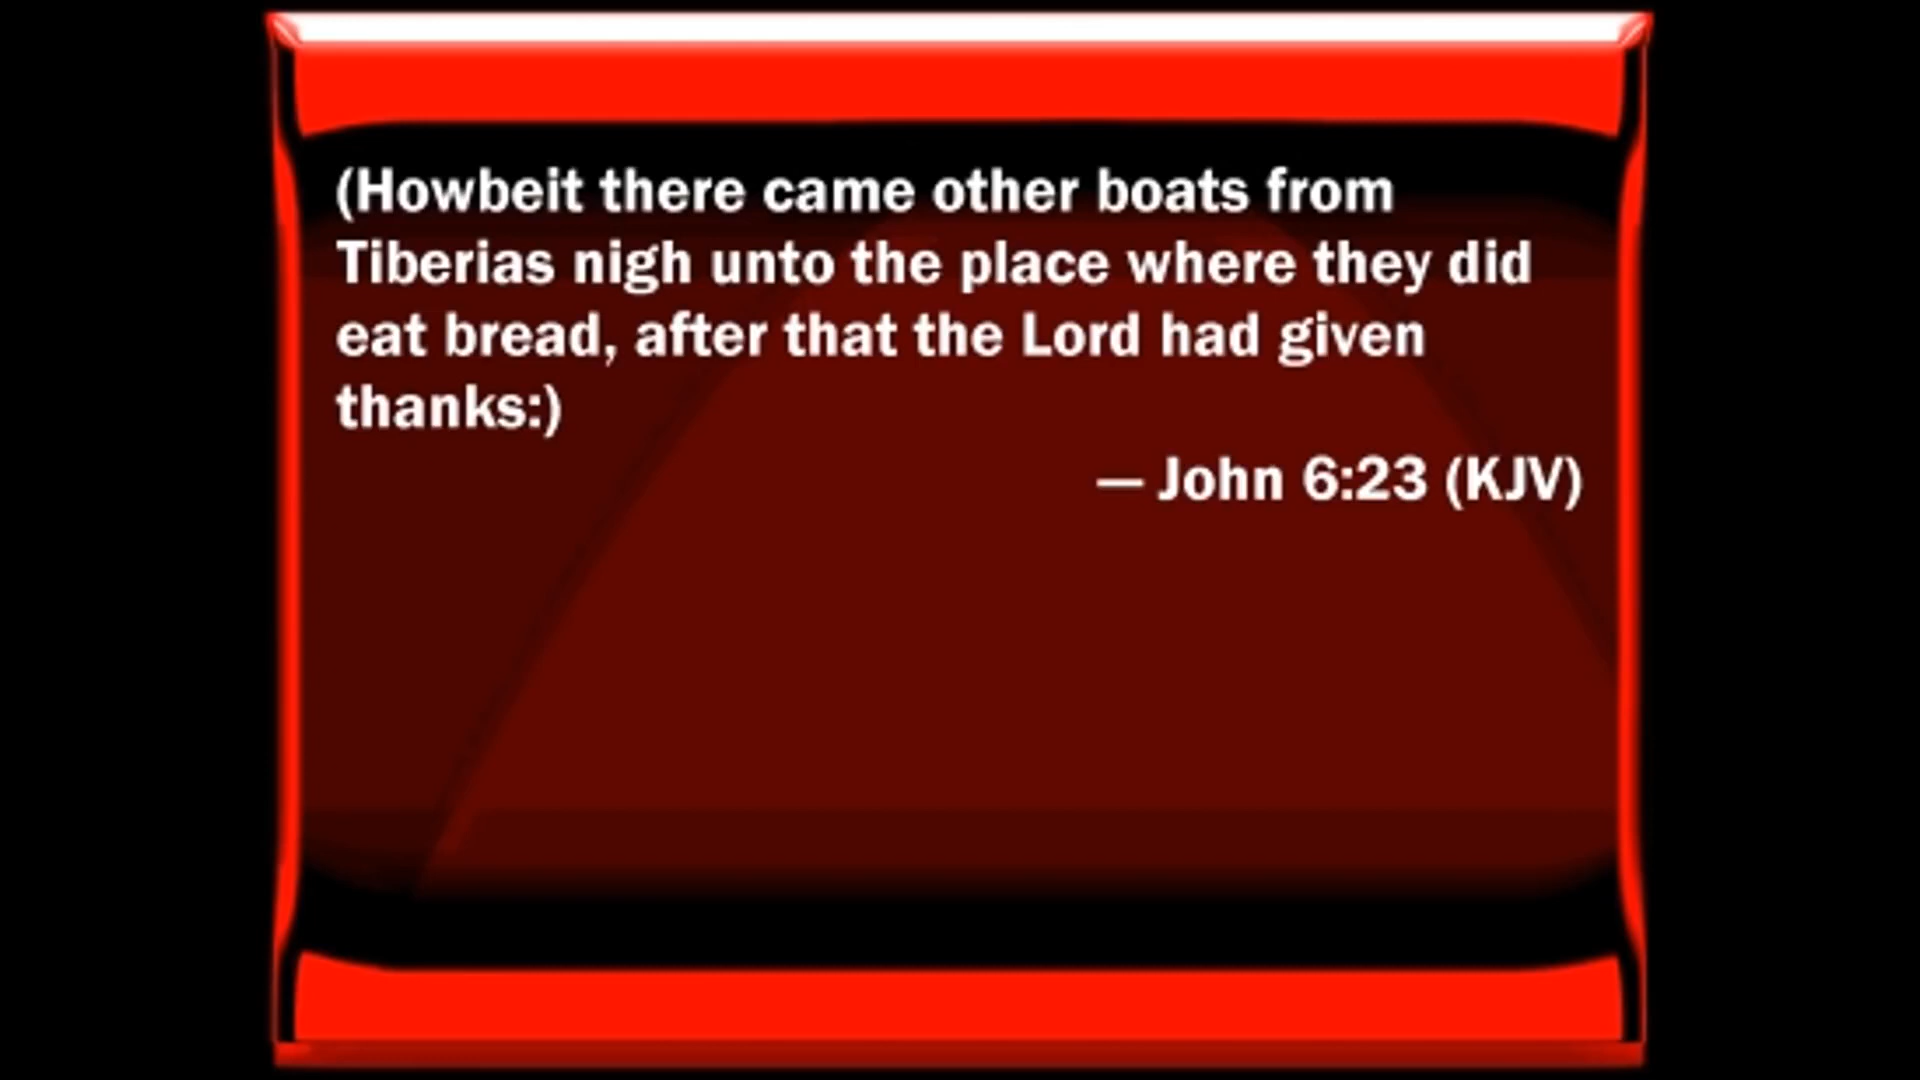 (Howbeit there came other boats from
Tiberias nigh unto the place where they did
eat bread, after that the Lord had given
thanks:)
— John 6:23 (KJV)